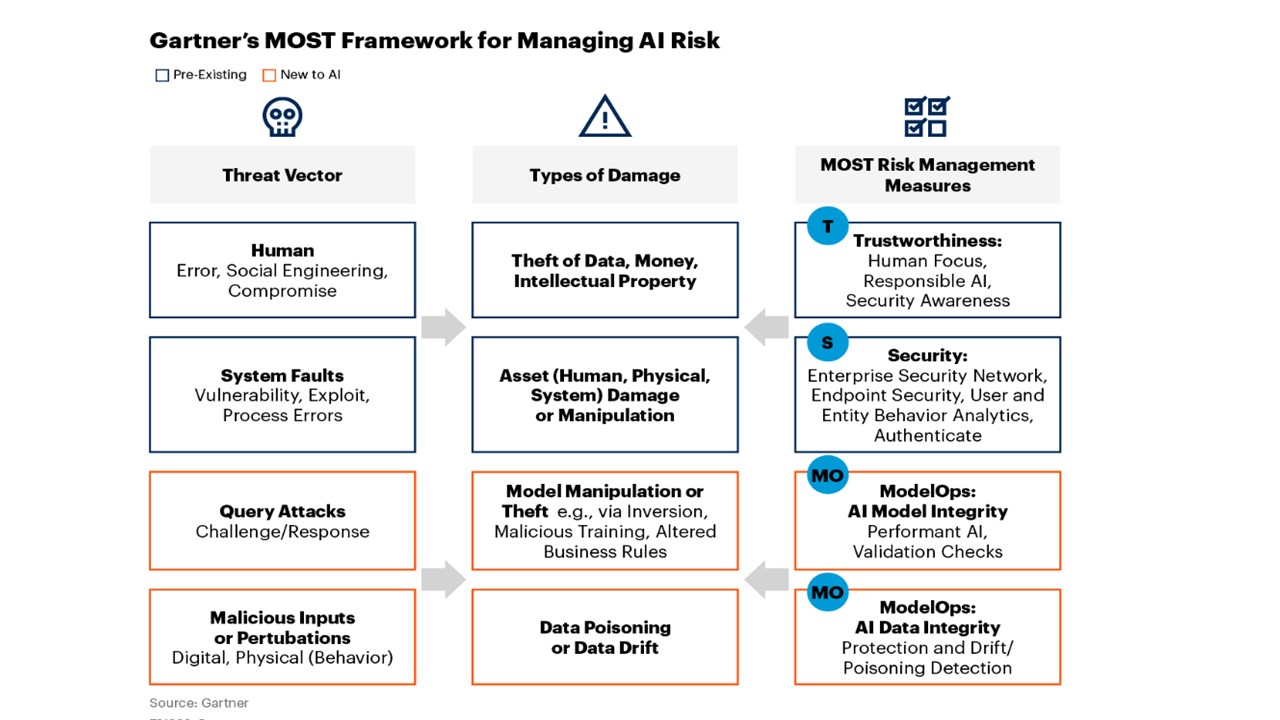 Gartner's MOST Framework for Managing AI Risk
Pre-Existing
New to AI
Threat Vector
Types of Damage
MOST Risk Management
Measures
Human
Error, Social Engineering,
Compromise
Theft of Data, Money,
Intellectual Property
T
Trustworthiness:
Human Focus,
Responsible AI,
Security Awareness
System Faults
Vulnerability, Exploit,
Process Errors
Asset (Human, Physical,
System) Damage
or Manipulation
S
Security:
Enterprise Security Network,
Endpoint Security, User and
Entity Behavior Analytics,
Authenticate
Query Attacks
Challenge/Response
Model Manipulation or
Theft e.g., via Inversion,
Malicious Training, Altered
Business Rules
MO
ModelOps:
AI Model Integrity
Performant AI,
Validation Checks
Malicious Inputs
or Pertubations
Digital, Physical (Behavior)
Data Poisoning
or Data Drift
MO
ModelOps:
AI Data Integrity
Protection and Drift/
Poisoning Detection
Source: Gartner